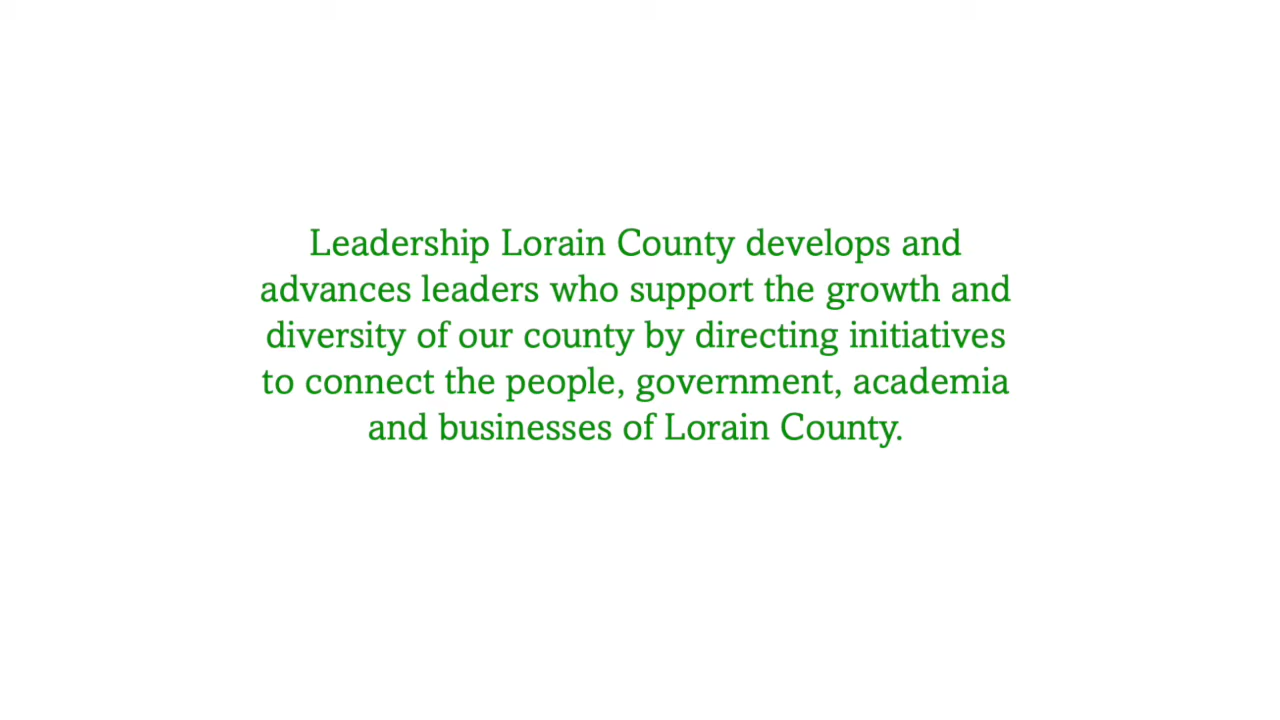 Leadership Lorain County develops and
advances leaders who support the growth and
diversity of our county by directing initiatives
to connect the people, government, academia
and businesses of Lorain County.